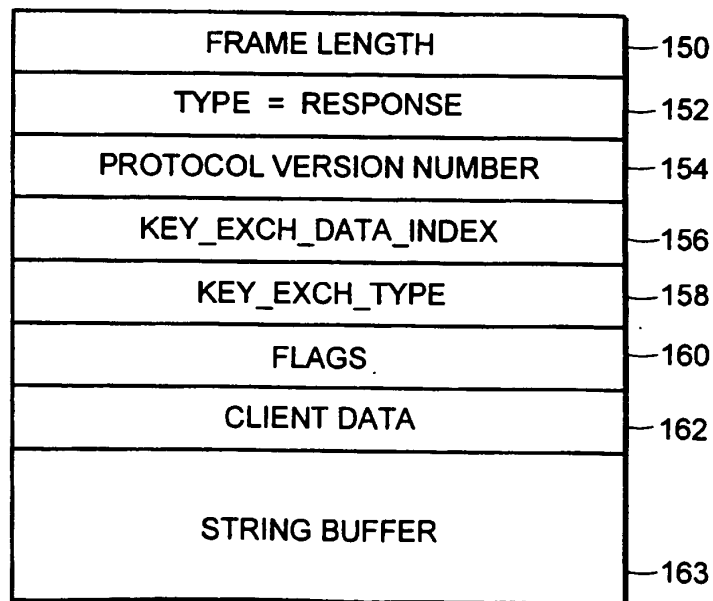 FRAME LENGTH 150
TYPE = RESPONSE 152
PROTOCOL VERSION NUMBER 154
KEY_EXCH_DATA_INDEX 156
KEY_EXCH_TYPE 158
FLAGS 160
CLIENT DATA 162
STRING BUFFER
163